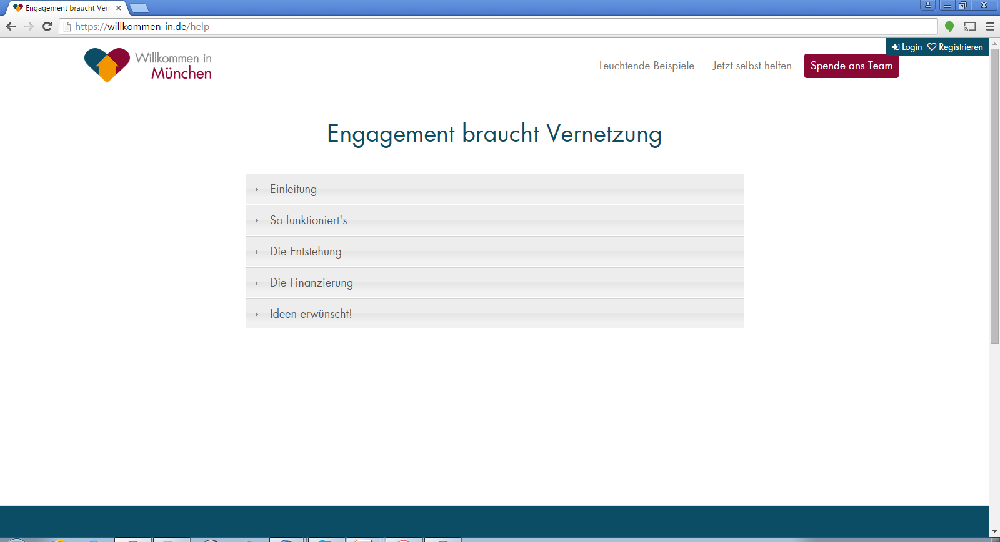 Engagement braucht Vern
https://willkommen-in.de/help
Login Registrieren
Willkommen in
München
Leuchtende Beispiele Jetzt selbst helfen Spende ans Team
Engagement braucht Vernetzung
Einleitung
So funktioniert's
Die Entstehung
Die Finanzierung
Ideen erwünscht!